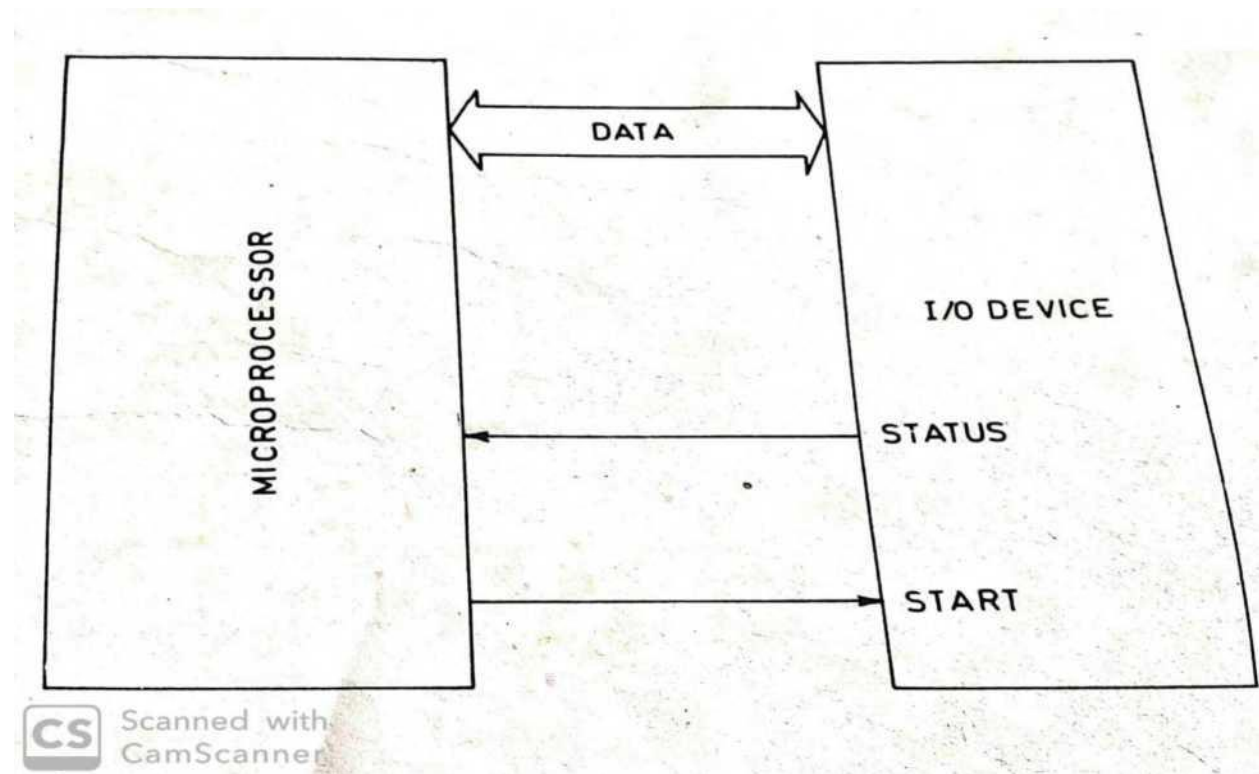 DATA
MICROPROCESSOR
I/O DEVICE
STATUS
START
CS Scanned with
CamScanner